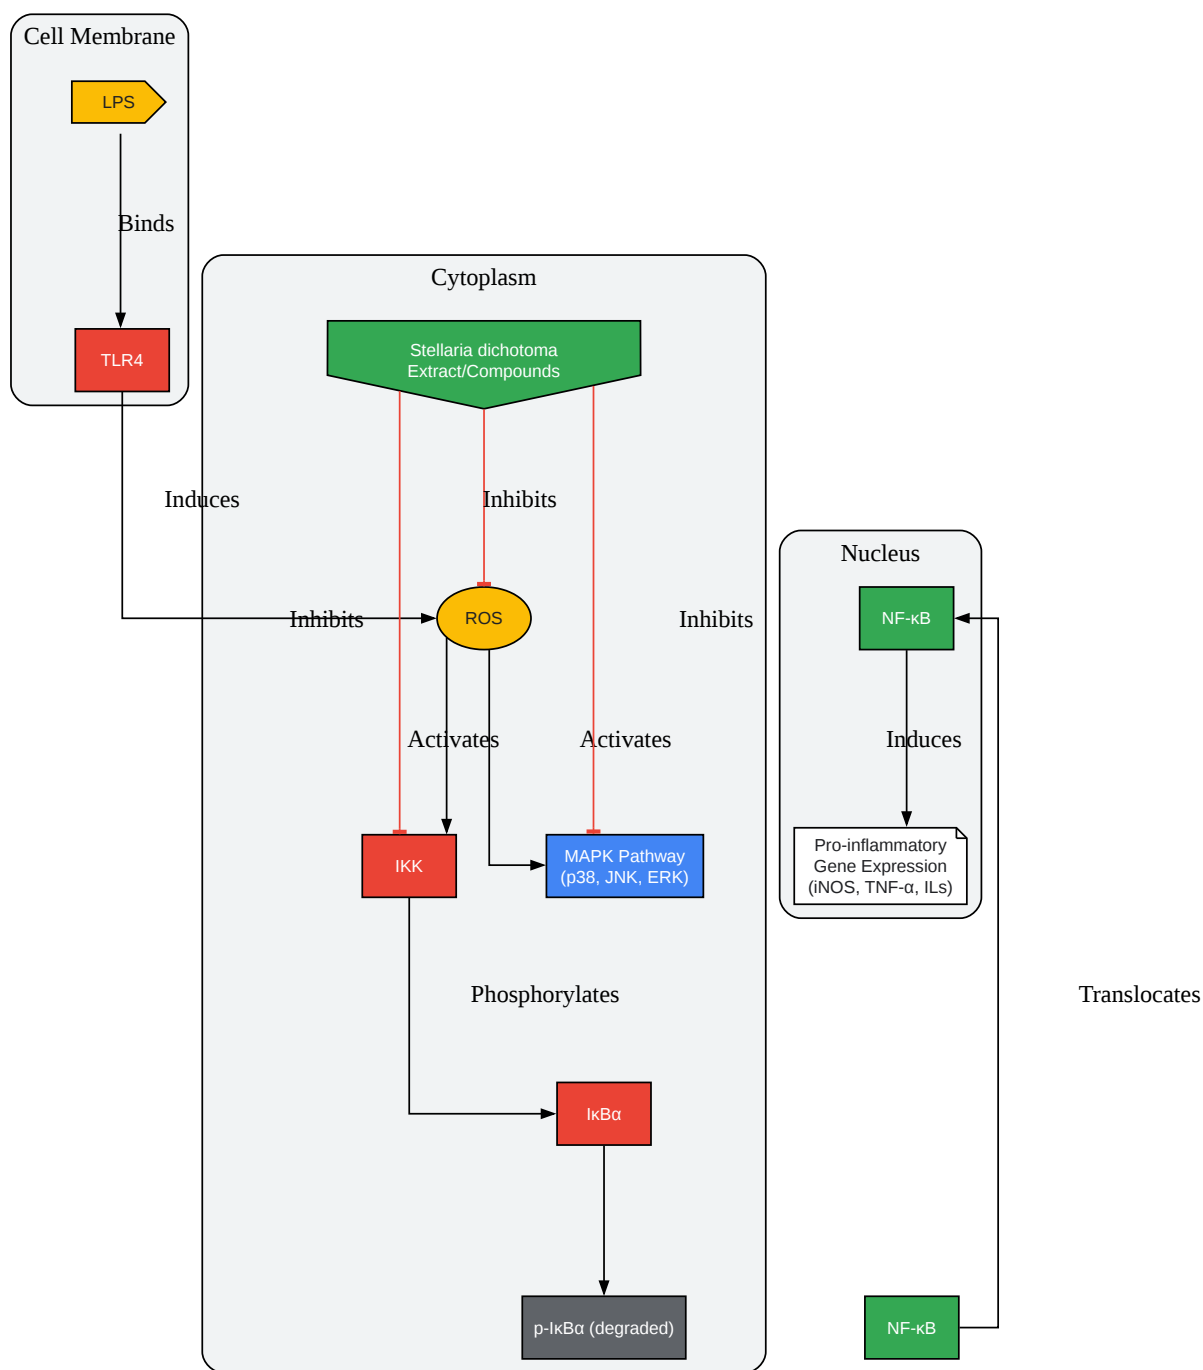 Cell Membrane
LPS
Binds
TLR4
Cytoplasm
Stellaria dichotoma
Extract/Compounds
Induces
Inhibits
Inhibits
ROS
Inhibits
Activates
Activates
IKK
MAPK Pathway
(p38, JNK, ERK)
Phosphorylates
IκBα
p-IκBα (degraded)
Nucleus
NF-κB
Induces
Pro-inflammatory
Gene Expression
(iNOS, TNF-α, ILs)
Translocates
NF-κB